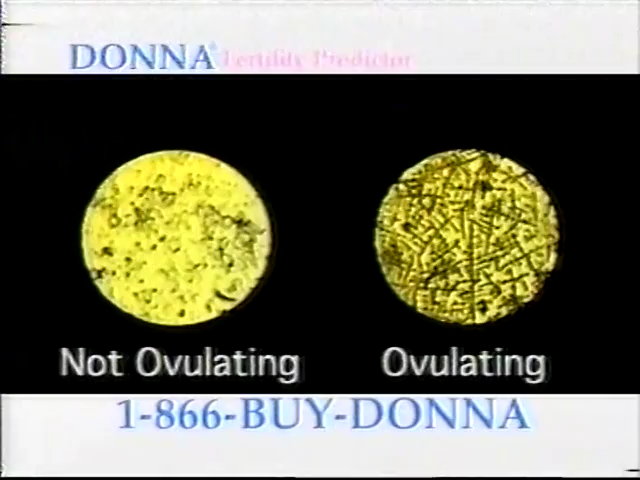 DONNA® Fertility Predictor
Not Ovulating
Ovulating
1-866-BUY-DONNA